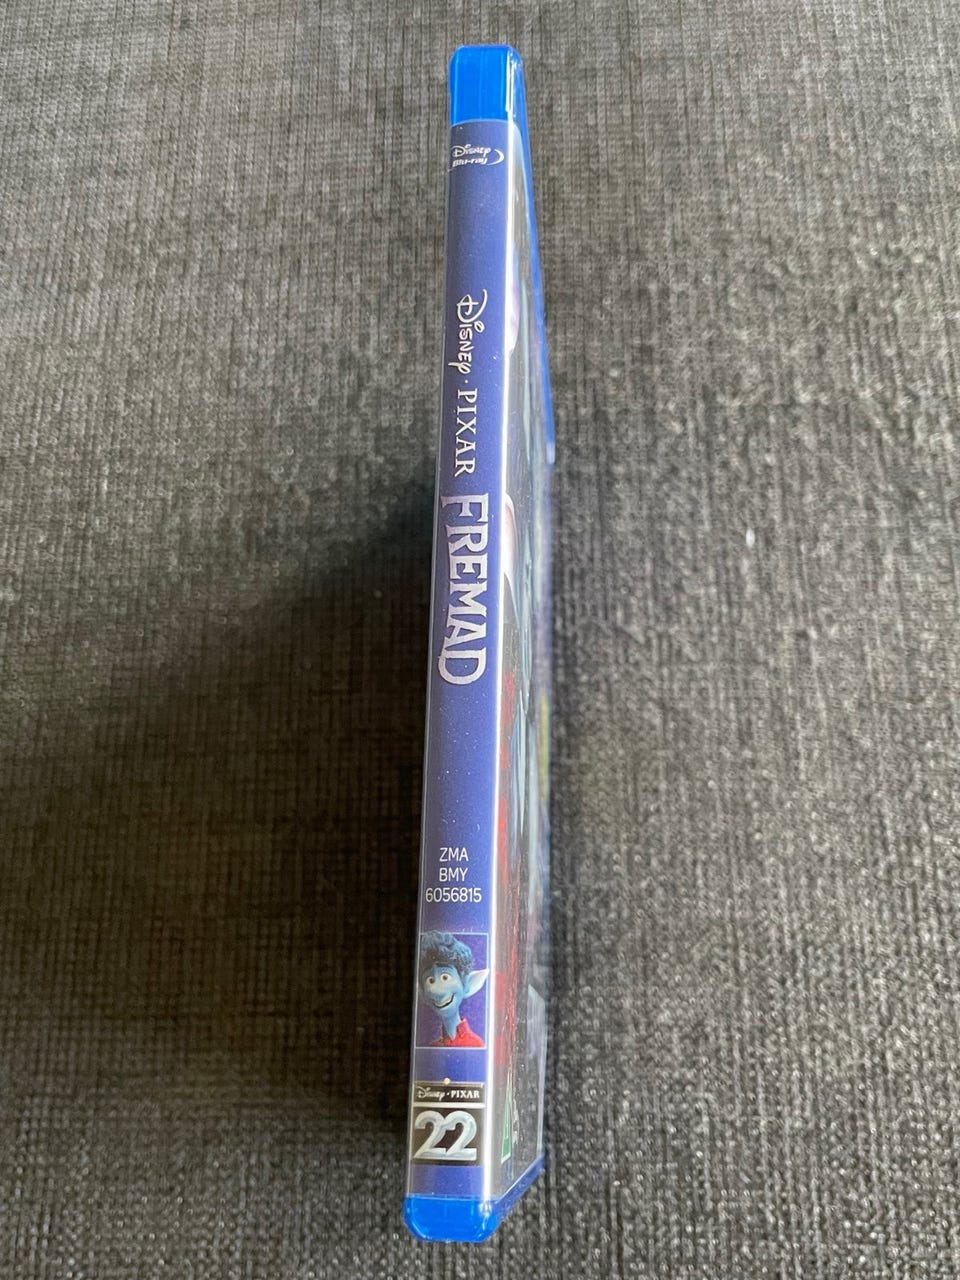 Disney
Blu-ray
Disney · PIXAR
FREMAD
ZMA
BMY
6056815
Disney · PIXAR
22